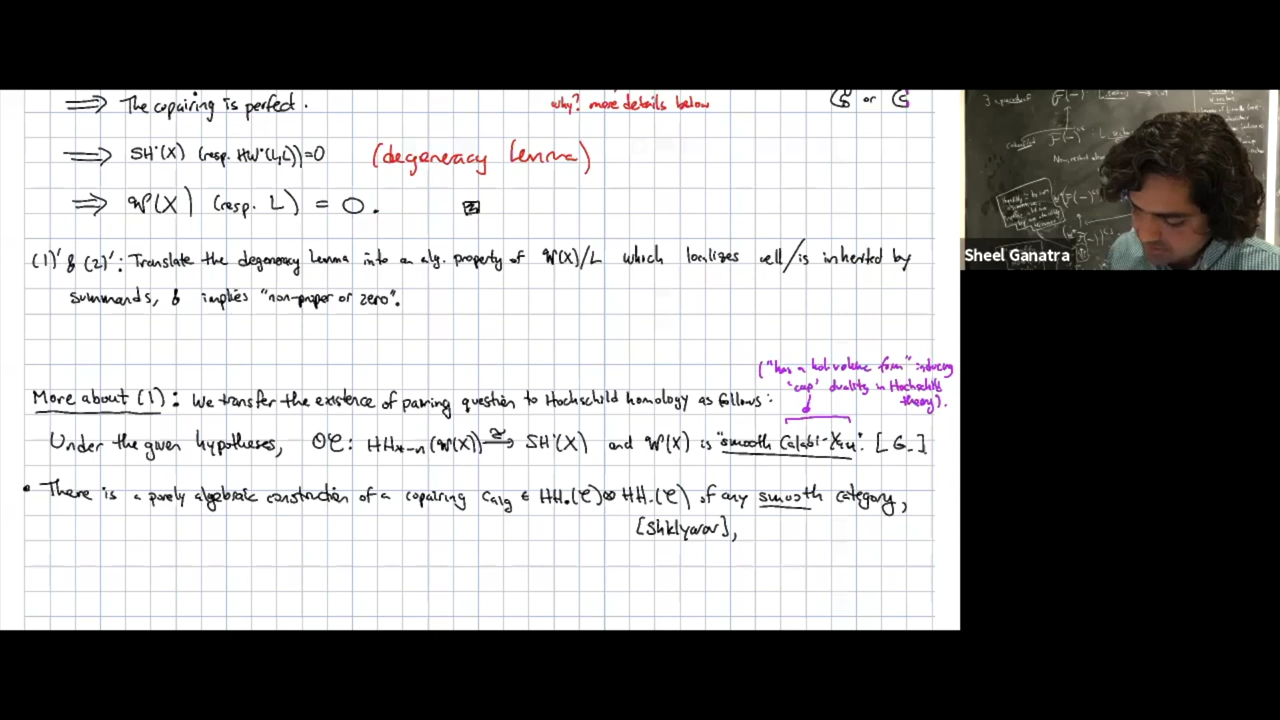 ⟹ The copairing is perfect.
why? more details below
or
⟹ SH˙(X) (resp. HW˙(L,L))=0 (degeneracy lemma)
⟹ W(X) (resp. L) = 0.
(1)' & (2)': Translate the degeneracy lemma into an alg. property of W(X)/L which localizes well/is inherited by
summands, & implies "non-proper or zero".
("has a hol. volume form" inducing
'cap' duality in Hochschild
theory).
More about (1): We transfer the existence of pairing question to Hochschild homology as follows:
Under the given hypotheses, OC: HH*-n(W(X)) ≅→ SH˙(X) and W(X) is "smooth Calabi-Yau". [G_]
• There is a purely algebraic construction of a copairing Calg ∈ HH.(C)⊗HH.(C) of any smooth category,
[Shklyarov],
Sheel Ganatra